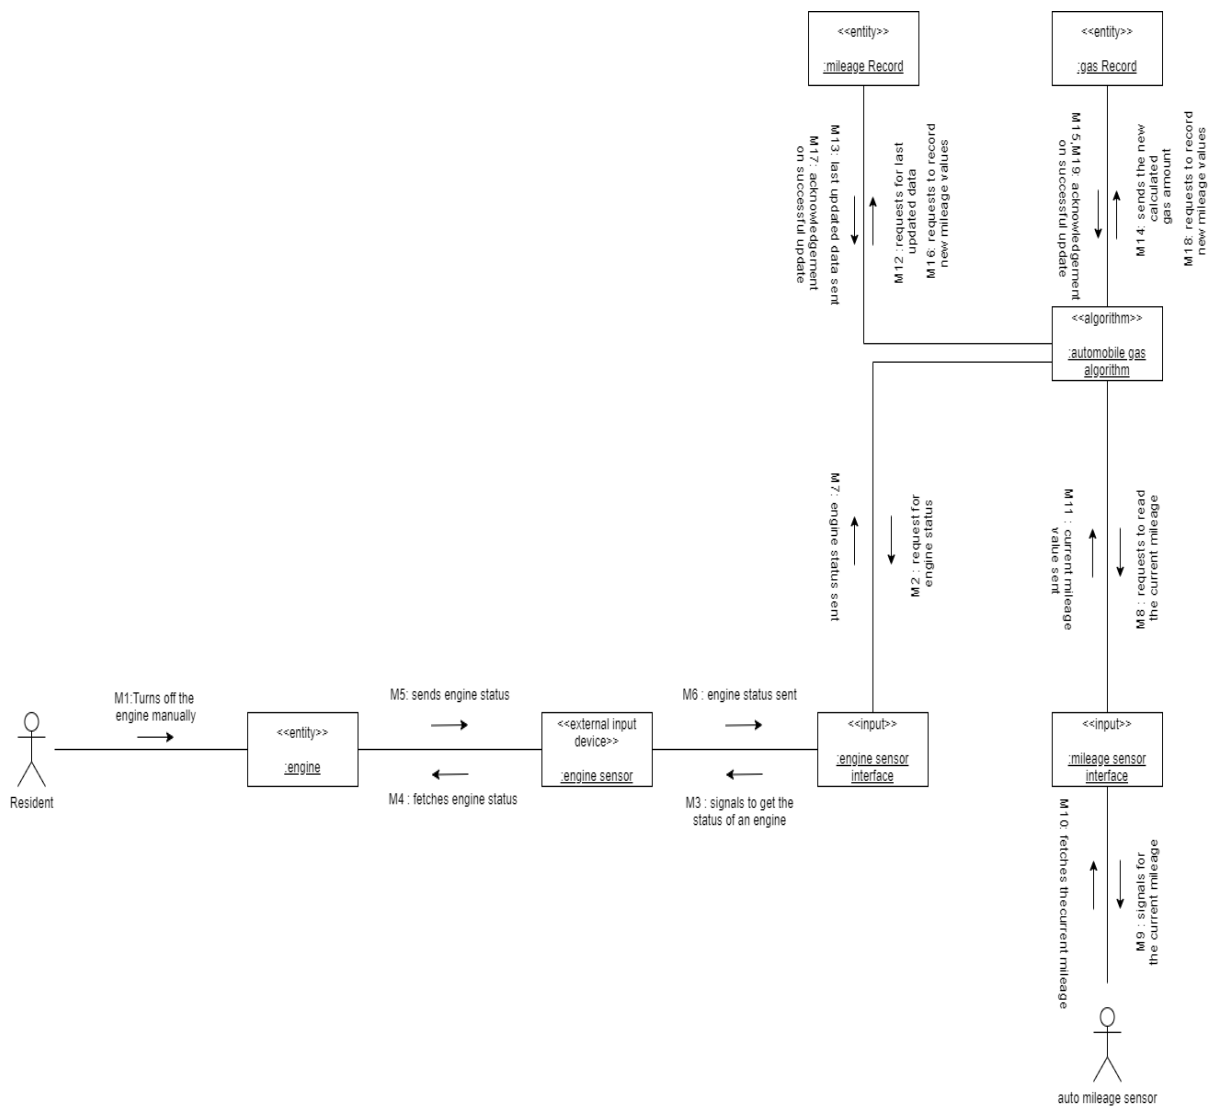 <<entity>>
:mileage Record
<<entity>>
:gas Record
M13: last updated data sent
M17: acknowledgement
on successful update
M12 : requests for last
updated data
M16: requests to record
new mileage values
M15,M19: acknowledgement
on successful update
M14: sends the new
calculated
gas amount
M18: requests to record
new mileage values
<<algorithm>>
:automobile gas
algorithm
M7 : engine status sent
M2 : request for
engine status
M11 : current mileage
value sent
M8 : requests to read
the current mileage
M1:Turns off the
engine manually
M5: sends engine status
M6 : engine status sent
<<entity>>
:engine
<<external input
device>>
:engine sensor
<<input>>
:engine sensor
interface
<<input>>
:mileage sensor
interface
Resident
M4 : fetches engine status
M3 : signals to get the
status of an engine
M10: fetches thecurrent mileage
M9 : signals for
the current mileage
auto mileage sensor